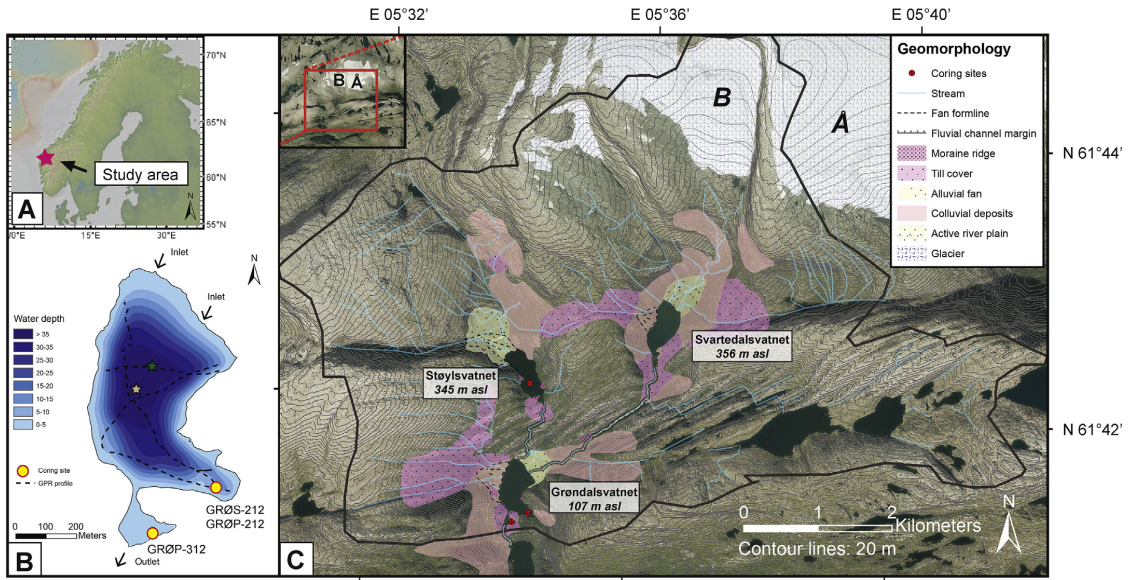 E 05°32'
E 05°36'
E 05°40'
70°N
65°N
60°N
55°N
15°E
30°E
Study area
N
A
Inlet
N
Inlet
Water depth
> 35
30-35
25-30
20-25
15-20
10-15
5-10
0-5
Coring site
GPR profile
GRØS-212
GRØP-212
0 100 200
Meters
GRØP-312
Outlet
B
B Å
B
Å
Geomorphology
Coring sites
Stream
Fan formline
Fluvial channel margin
Moraine ridge
Till cover
Alluvial fan
Colluvial deposits
Active river plain
Glacier
N 61°44'
N 61°42'
Svartedalsvatnet
356 m asl
Støylsvatnet
345 m asl
Grøndalsvatnet
107 m asl
0 1 2
Kilometers
Contour lines: 20 m
N
C